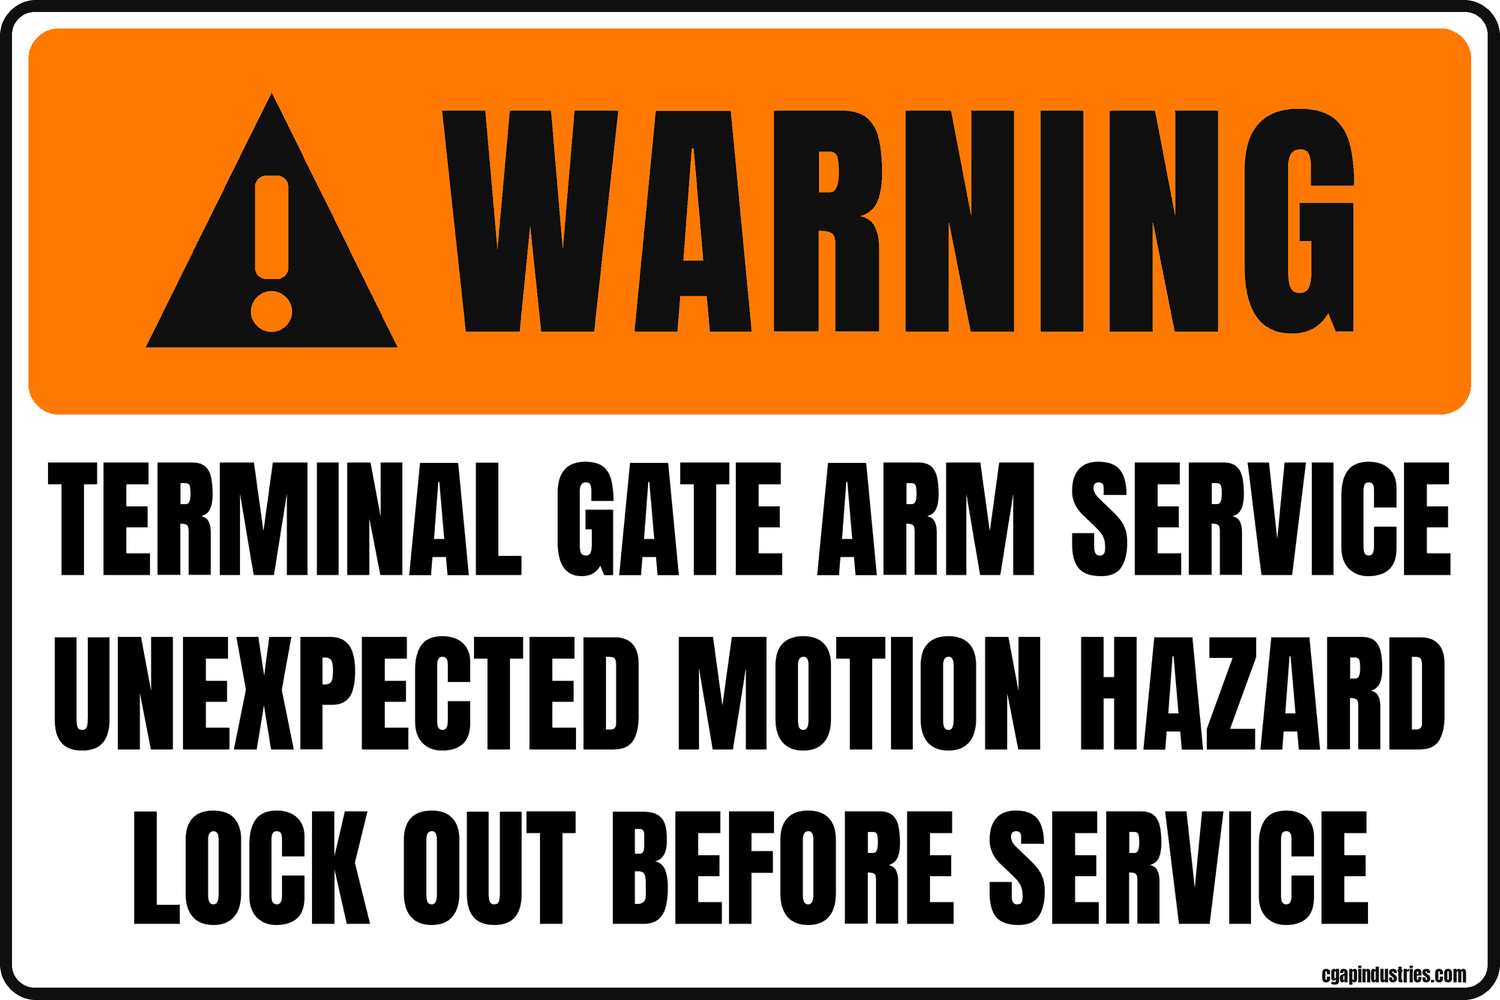 WARNING
TERMINAL GATE ARM SERVICE
UNEXPECTED MOTION HAZARD
LOCK OUT BEFORE SERVICE
cgapindustries.com